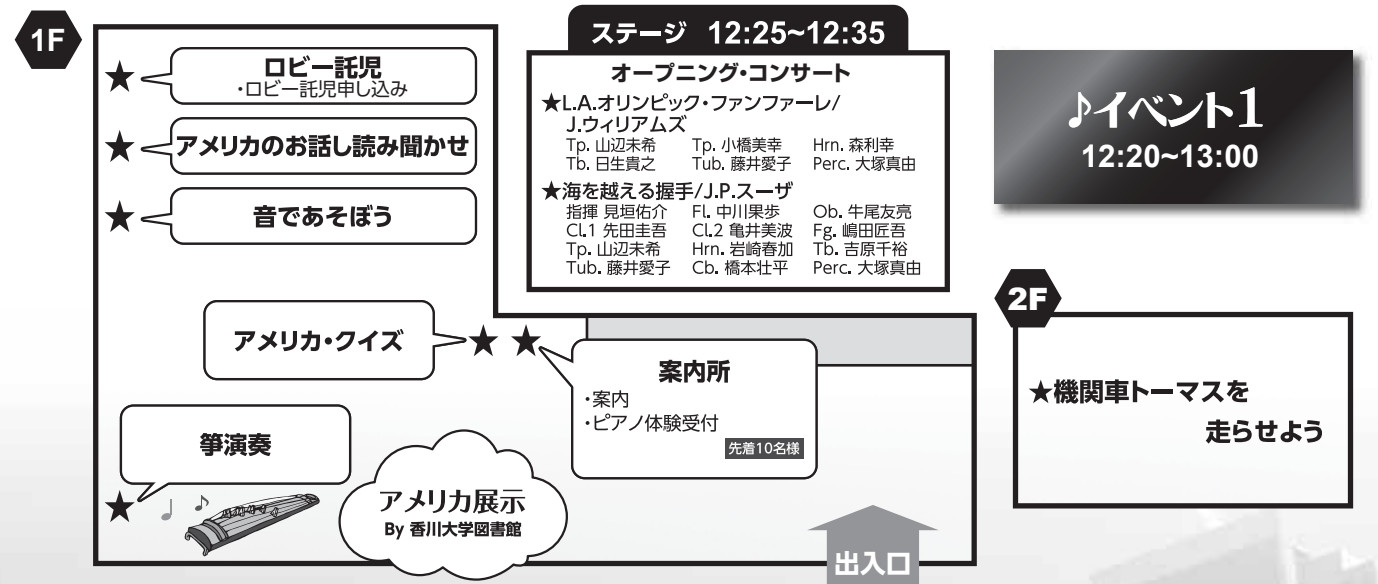 1F
★ロビー託児
・ロビー託児申し込み
★アメリカのお話し読み聞かせ
★音であそぼう
ステージ 12:25~12:35
オープニング・コンサート
★L.A.オリンピック・ファンファーレ/
J.ウィリアムズ
Tp. 山辺未希 Tp. 小橋美幸 Hrn. 森利幸
Tb. 日生貴之 Tub. 藤井愛子 Perc. 大塚真由
★海を越える握手/J.P.スーザ
指揮 見垣佑介 Fl. 中川果歩 Ob. 牛尾友亮
Cl.1 先田圭吾 Cl.2 亀井美波 Fg. 嶋田匠吾
Tp. 山辺未希 Hrn. 岩崎春加 Tb. 吉原千裕
Tub. 藤井愛子 Cb. 橋本壮平 Perc. 大塚真由
♪イベント1
12:20~13:00
アメリカ・クイズ★
★案内所
・案内
・ピアノ体験受付
先着10名様
箏演奏
★
アメリカ展示
By 香川大学図書館
出入口
2F
★機関車トーマスを
走らせよう